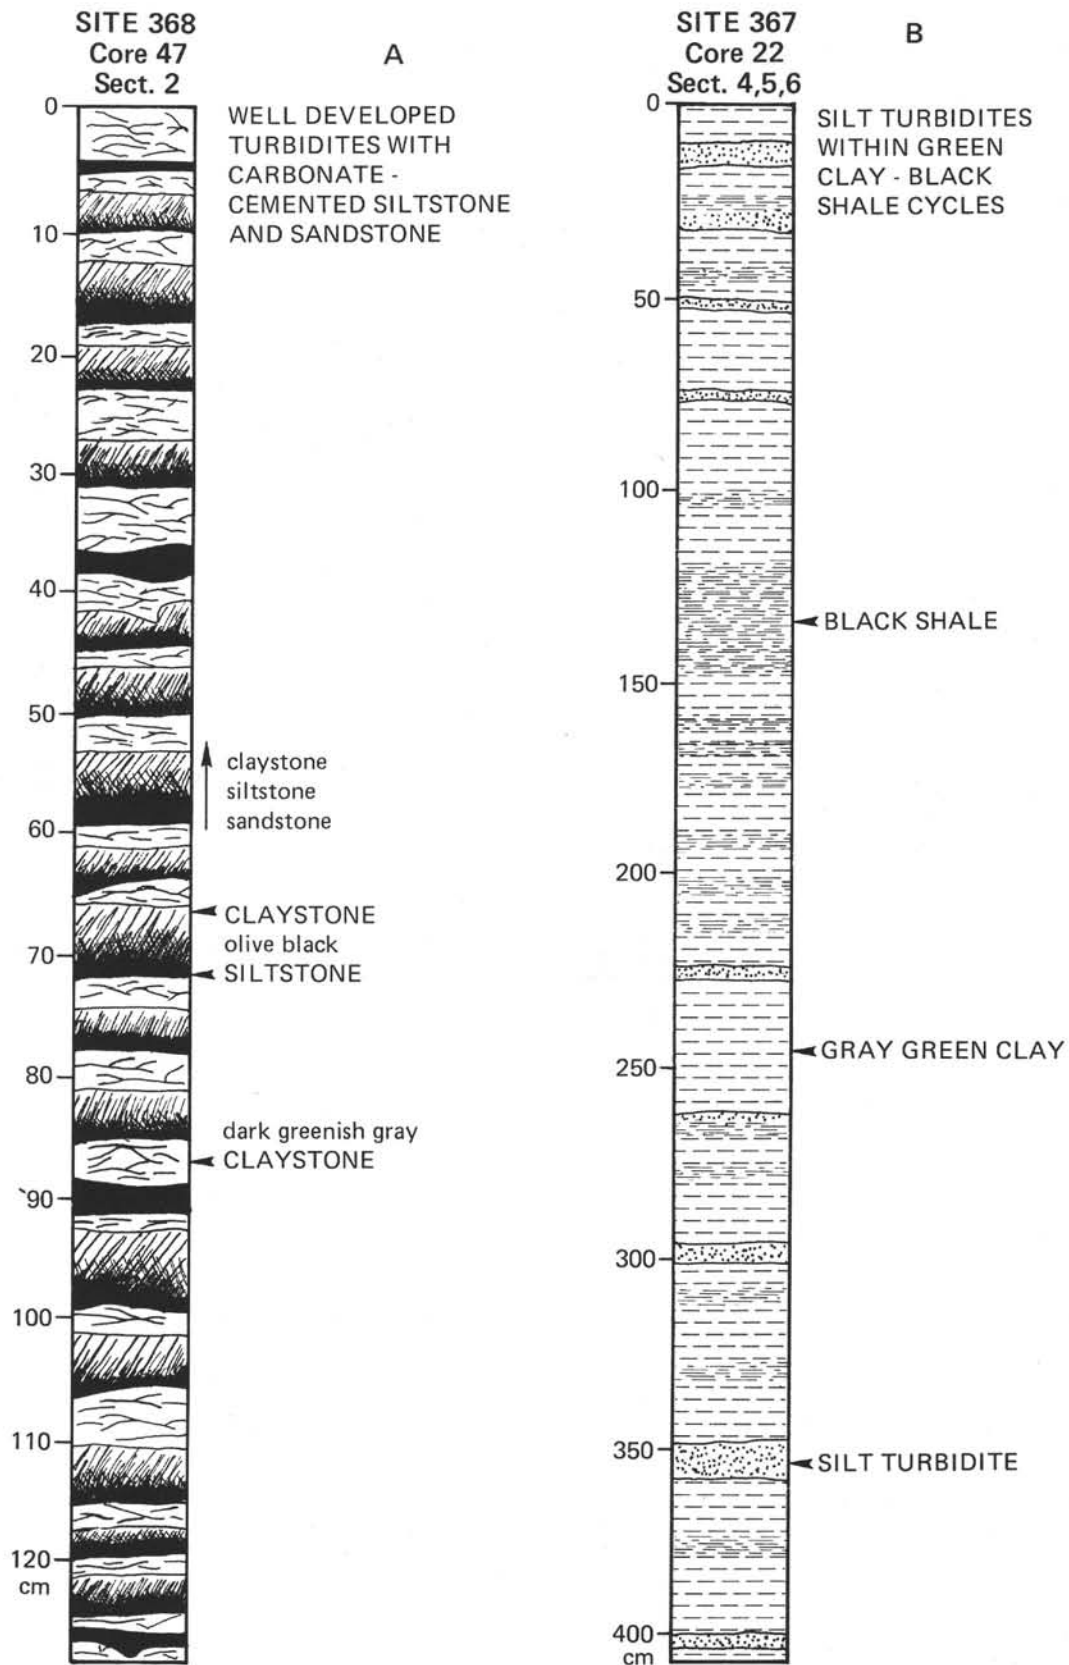 SITE 368
Core 47
Sect. 2
A
WELL DEVELOPED
TURBIDITES WITH
CARBONATE -
CEMENTED SILTSTONE
AND SANDSTONE
0
10
20
30
40
50
60
70
80
90
100
110
120
cm
claystone
siltstone
sandstone
CLAYSTONE
olive black
SILTSTONE
dark greenish gray
CLAYSTONE
SITE 367
Core 22
Sect. 4,5,6
B
SILT TURBIDITES
WITHIN GREEN
CLAY - BLACK
SHALE CYCLES
0
50
100
150
200
250
300
350
400
cm
BLACK SHALE
GRAY GREEN CLAY
SILT TURBIDITE